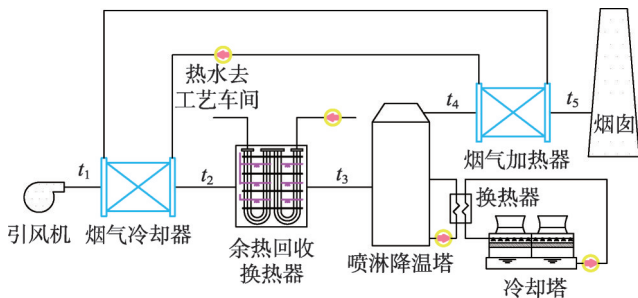 热水去
工艺车间
t₄
t₅
烟囱
烟气加热器
t₁
t₂
t₃
换热器
引风机
烟气冷却器
余热回收
换热器
喷淋降温塔
冷却塔